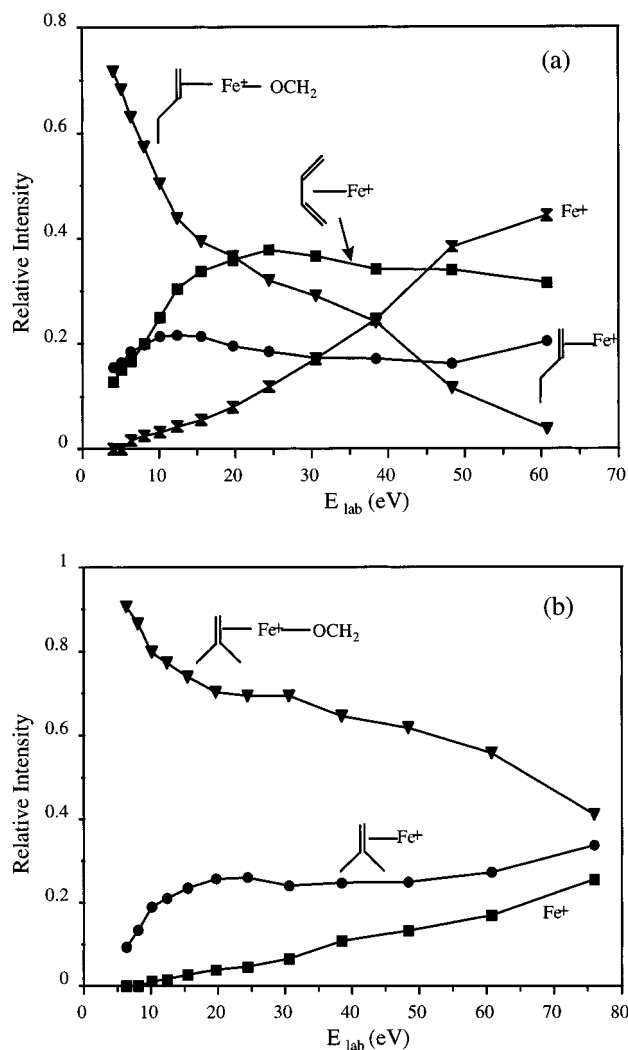 (a)
0.8
0.6
0.4
0.2
0
Relative Intensity
Fe+ OCH2
Fe+
Fe+
Fe+
0 10 20 30 40 50 60 70
E lab (eV)
(b)
1
0.8
0.6
0.4
0.2
0
Relative Intensity
Fe+ OCH2
Fe+
Fe+
0 10 20 30 40 50 60 70 80
E lab (eV)